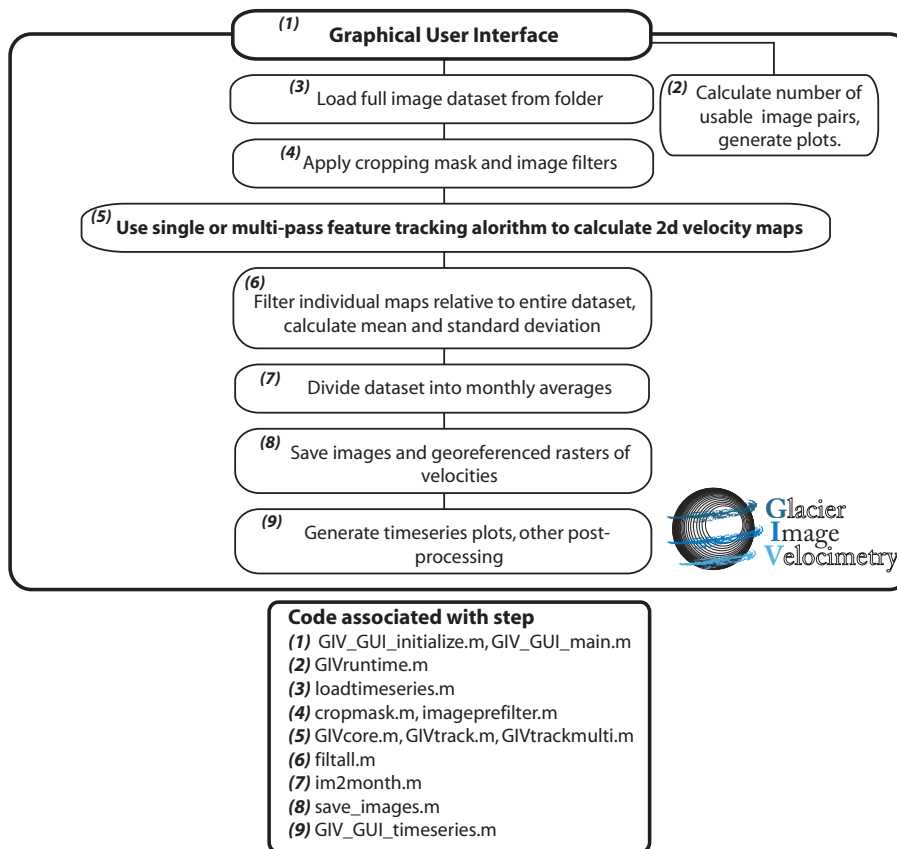 (1) Graphical User Interface
(2) Calculate number of
usable image pairs,
generate plots.
(3) Load full image dataset from folder
(4) Apply cropping mask and image filters
(5) Use single or multi-pass feature tracking alorithm to calculate 2d velocity maps
(6)
Filter individual maps relative to entire dataset,
calculate mean and standard deviation
(7) Divide dataset into monthly averages
(8) Save images and georeferenced rasters of
velocities
(9) Generate timeseries plots, other post-
processing
Glacier
Image
Velocimetry
Code associated with step
(1) GIV_GUI_initialize.m, GIV_GUI_main.m
(2) GIVruntime.m
(3) loadtimeseries.m
(4) cropmask.m, imageprefilter.m
(5) GIVcore.m, GIVtrack.m, GIVtrackmulti.m
(6) filtall.m
(7) im2month.m
(8) save_images.m
(9) GIV_GUI_timeseries.m